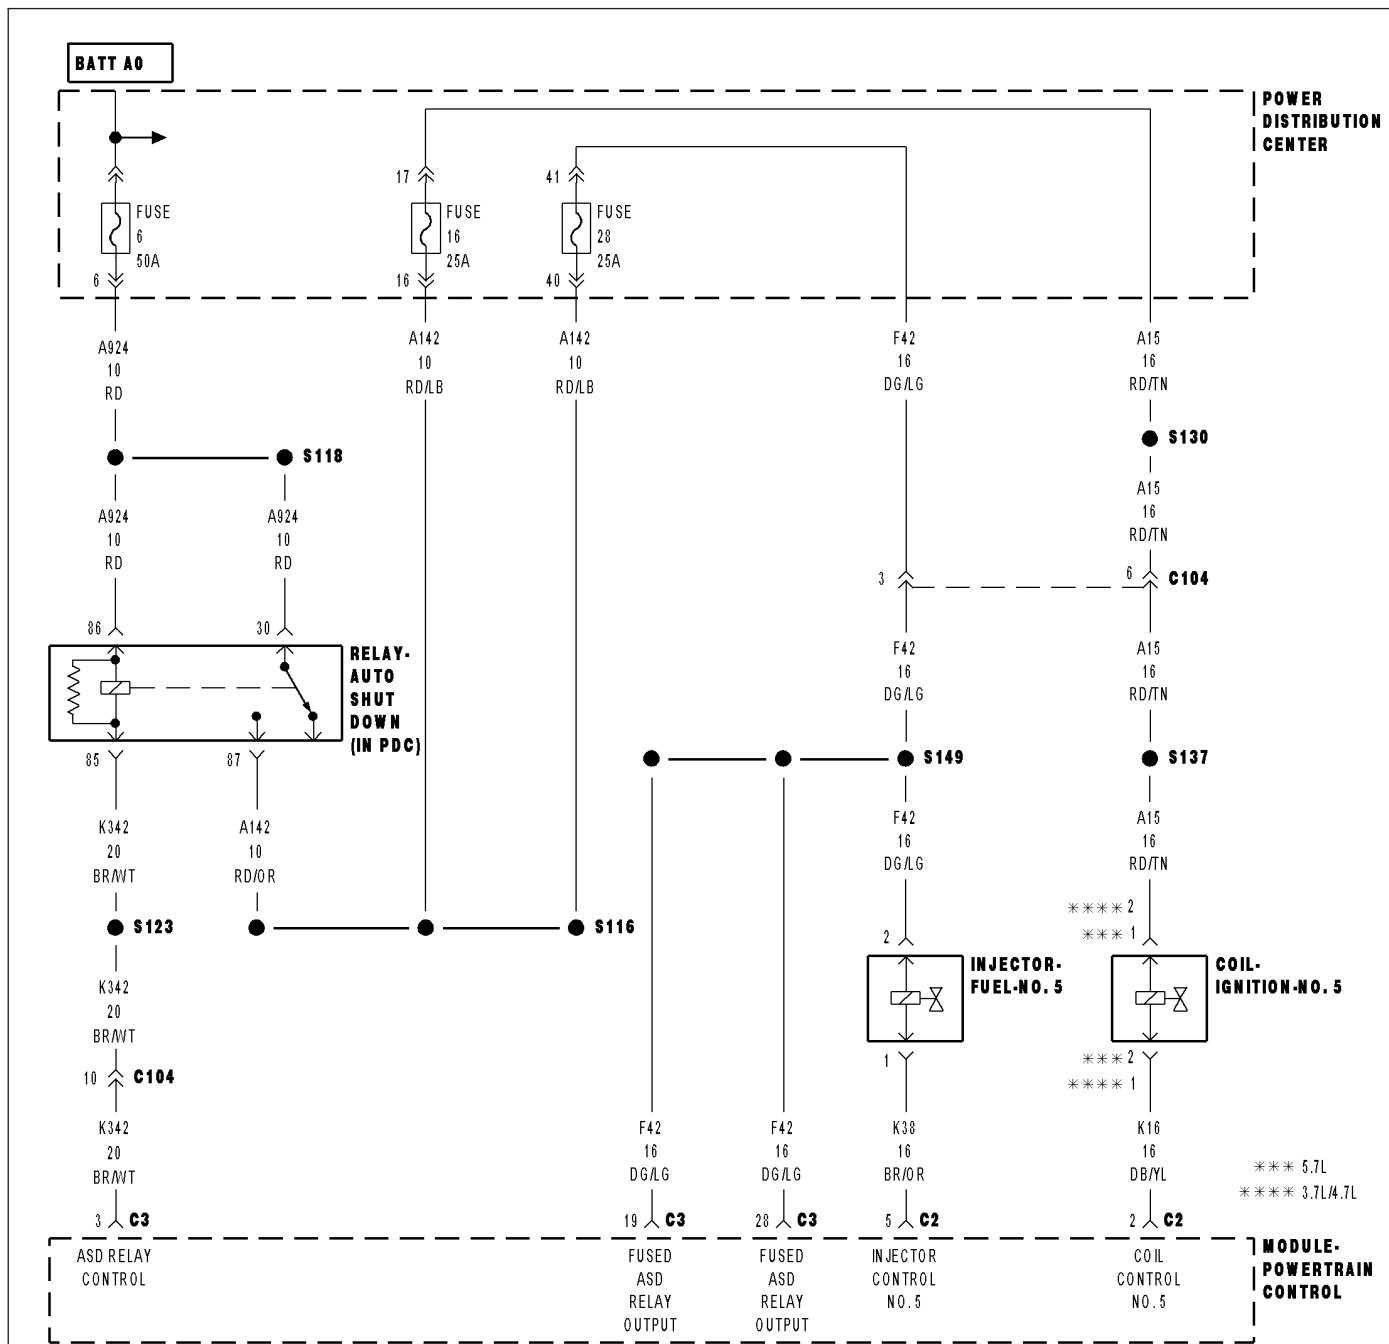 BATT A0
POWER
DISTRIBUTION
CENTER
17
41
FUSE
6
50A
FUSE
16
25A
FUSE
28
25A
6
16
40
A924
10
RD
A142
10
RD/LB
A142
10
RD/LB
F42
16
DG/LG
A15
16
RD/TN
S118
S130
A924
10
RD
A924
10
RD
A15
16
RD/TN
3
6
C104
86
30
RELAY-
AUTO
SHUT
DOWN
(IN PDC)
F42
16
DG/LG
A15
16
RD/TN
85
87
S149
S137
K342
20
BR/WT
A142
10
RD/OR
F42
16
DG/LG
A15
16
RD/TN
S123
S116
2
**** 2
*** 1
K342
20
BR/WT
INJECTOR-
FUEL-NO. 5
COIL-
IGNITION-NO. 5
10
C104
1
*** 2
**** 1
K342
20
BR/WT
F42
16
DG/LG
F42
16
DG/LG
K38
16
BR/OR
K16
16
DB/YL
*** 5.7L
**** 3.7L/4.7L
3
C3
19
C3
28
C3
5
C2
2
C2
ASD RELAY
CONTROL
FUSED
ASD
RELAY
OUTPUT
FUSED
ASD
RELAY
OUTPUT
INJECTOR
CONTROL
NO. 5
COIL
CONTROL
NO. 5
MODULE-
POWERTRAIN
CONTROL